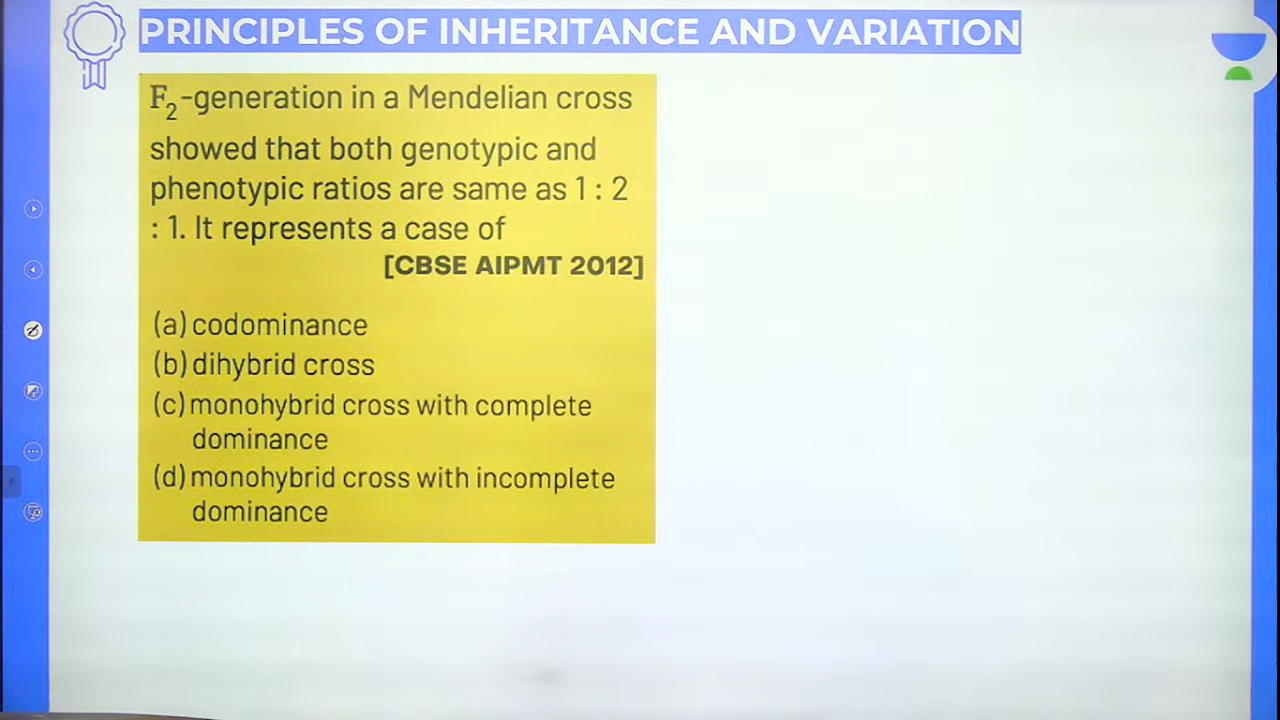 PRINCIPLES OF INHERITANCE AND VARIATION
F₂-generation in a Mendelian cross
showed that both genotypic and
phenotypic ratios are same as 1 : 2
: 1. It represents a case of
[CBSE AIPMT 2012]
(a) codominance
(b) dihybrid cross
(c) monohybrid cross with complete
dominance
(d) monohybrid cross with incomplete
dominance